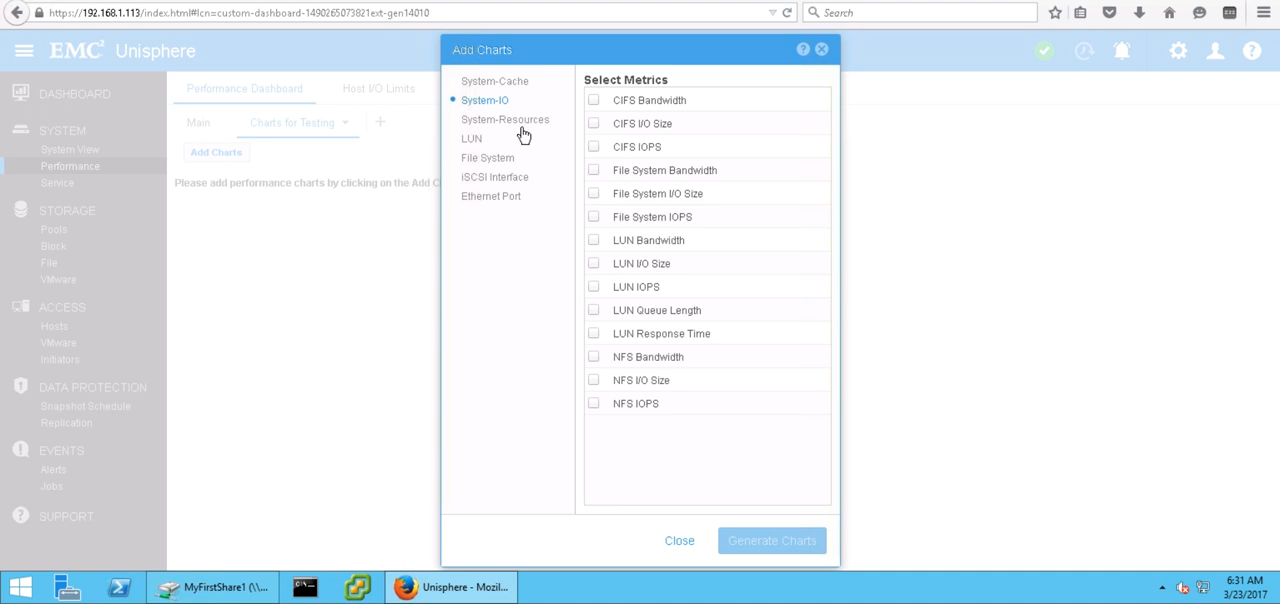 https://192.168.1.113/index.html#lcn=custom-dashboard-1490265073821ext-gen14010
Search
EMC² Unisphere
DASHBOARD
SYSTEM
System View
Performance
Service
STORAGE
Pools
Block
File
VMware
ACCESS
Hosts
VMware
Initiators
DATA PROTECTION
Snapshot Schedule
Replication
EVENTS
Alerts
Jobs
SUPPORT
Performance Dashboard
Host I/O Limits
Main
Charts for Testing
+
Add Charts
Please add performance charts by clicking on the Add C
Add Charts
System-Cache
System-IO
System-Resources
LUN
File System
iSCSI Interface
Ethernet Port
Select Metrics
CIFS Bandwidth
CIFS I/O Size
CIFS IOPS
File System Bandwidth
File System I/O Size
File System IOPS
LUN Bandwidth
LUN I/O Size
LUN IOPS
LUN Queue Length
LUN Response Time
NFS Bandwidth
NFS I/O Size
NFS IOPS
Close
Generate Charts
MyFirstShare1 (\\...
Unisphere - Mozil...
6:31 AM
3/23/2017